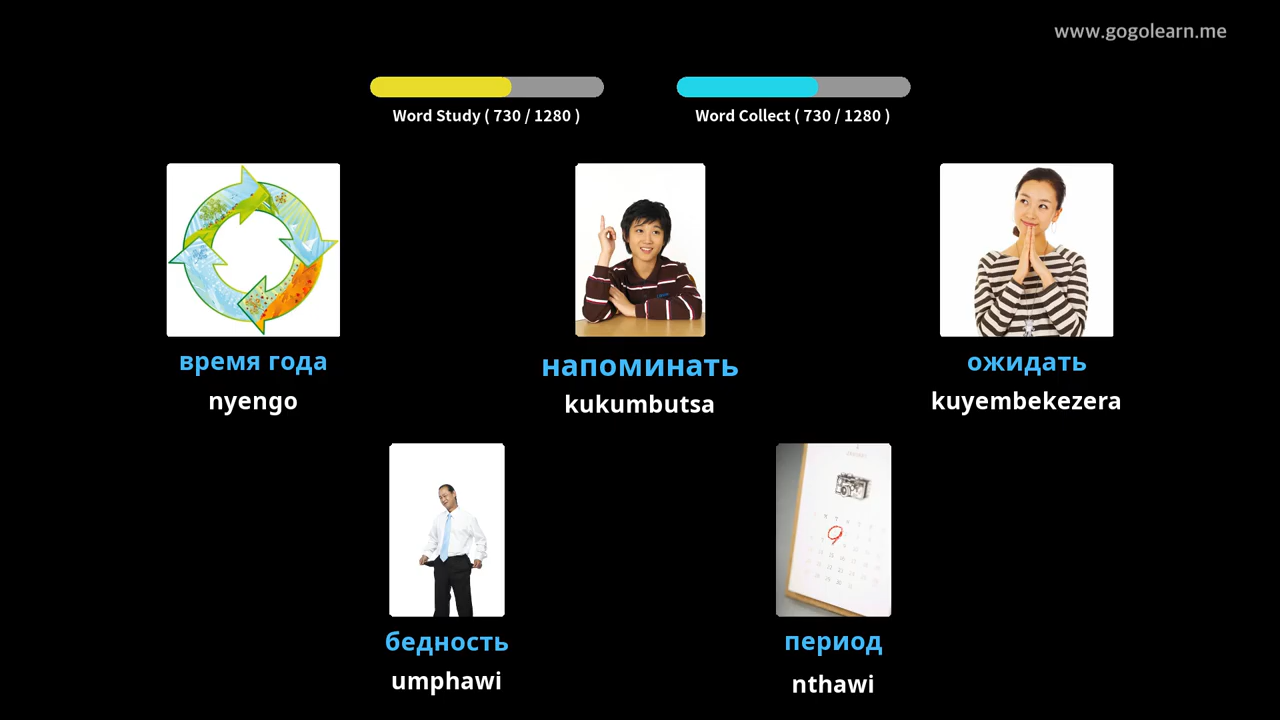 www.gogolearn.me
Word Study ( 730 / 1280 )
Word Collect ( 730 / 1280 )
время года
nyengo
напоминать
kukumbutsa
ожидать
kuyembekezera
бедность
umphawi
период
nthawi